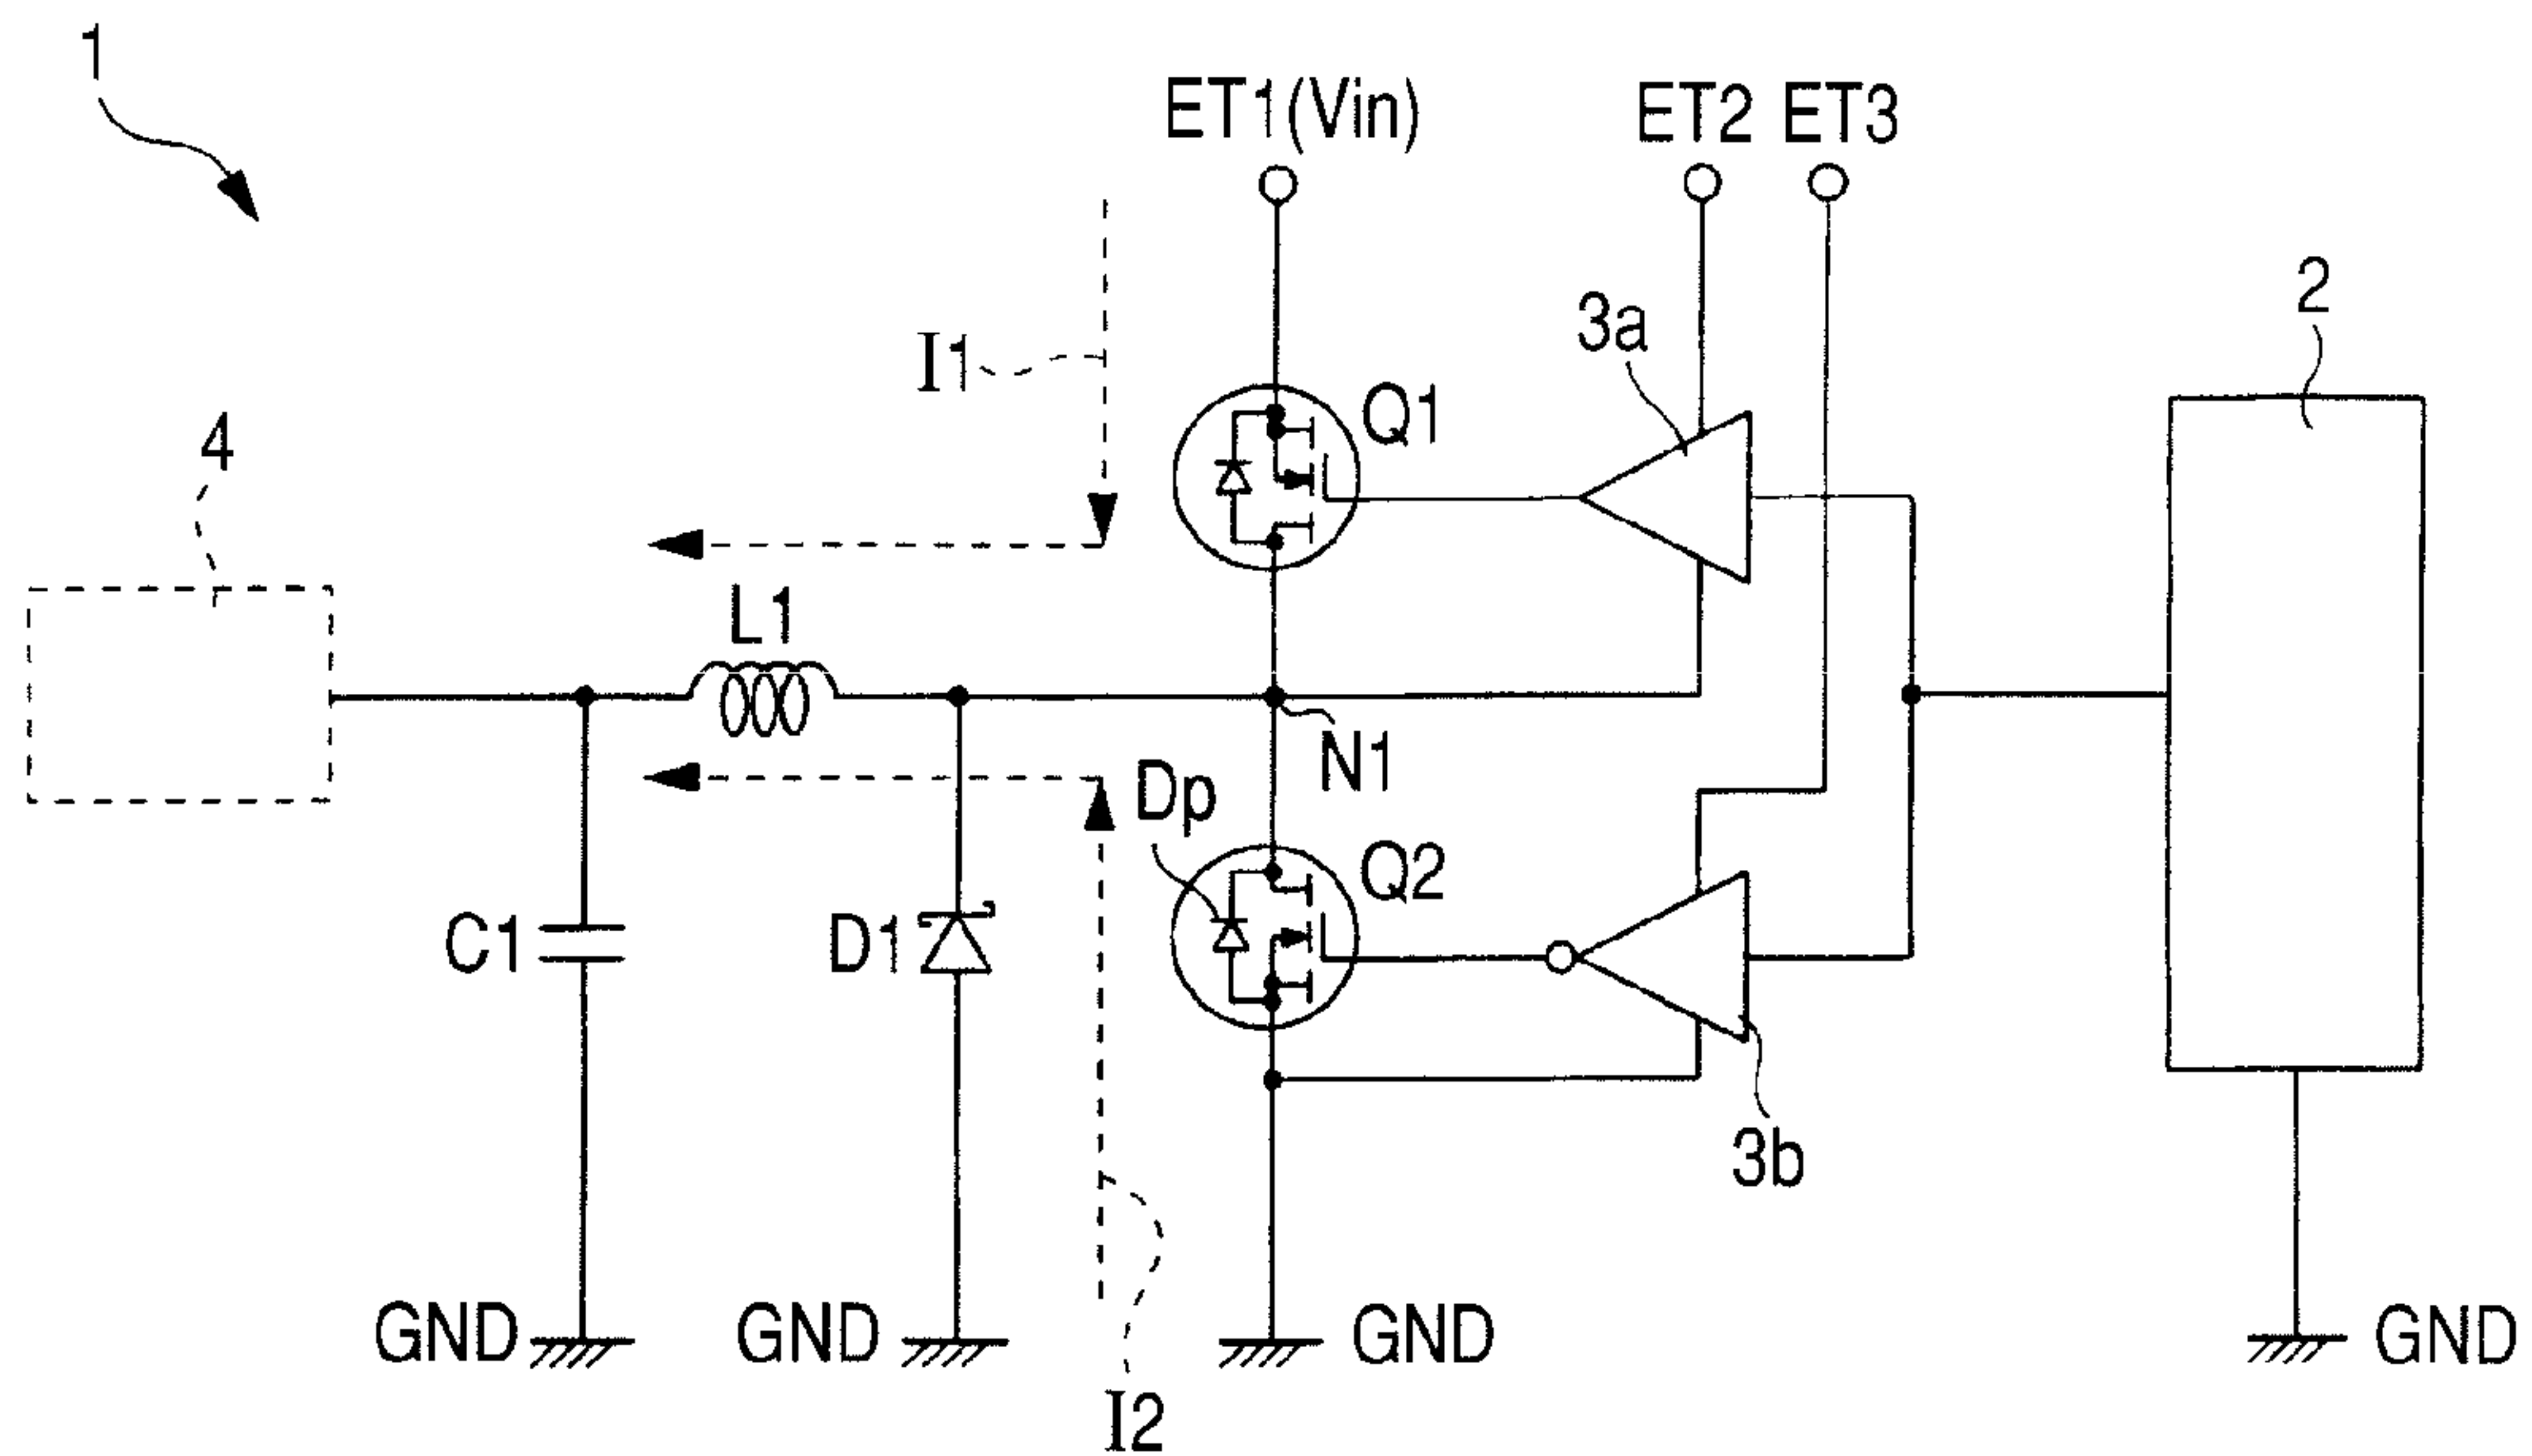 1
ET1(Vin)
ET2
ET3
2
3a
I1
Q1
4
L1
N1
Dp
Q2
C1
D1
3b
GND
GND
GND
GND
I2